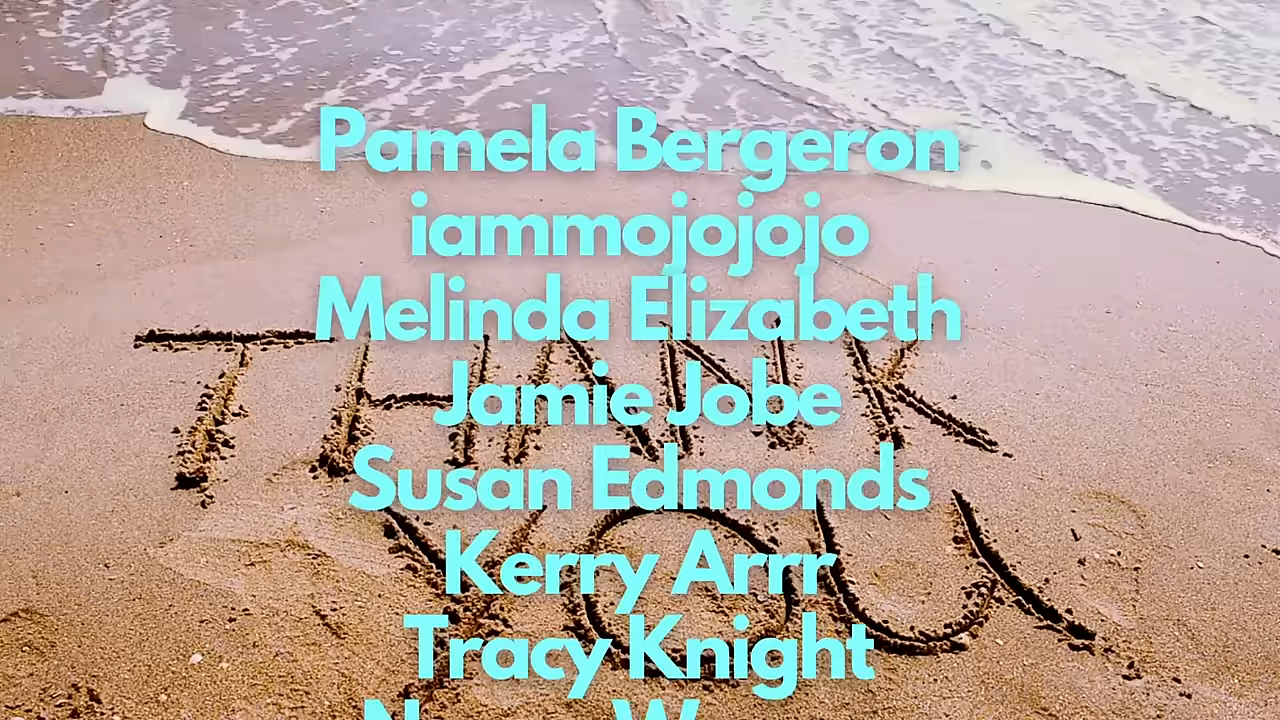 Pamela Bergeron
iammojojojo
Melinda Elizabeth
Jamie Jobe
Susan Edmonds
Kerry Arrr
Tracy Knight
THANK
YOU